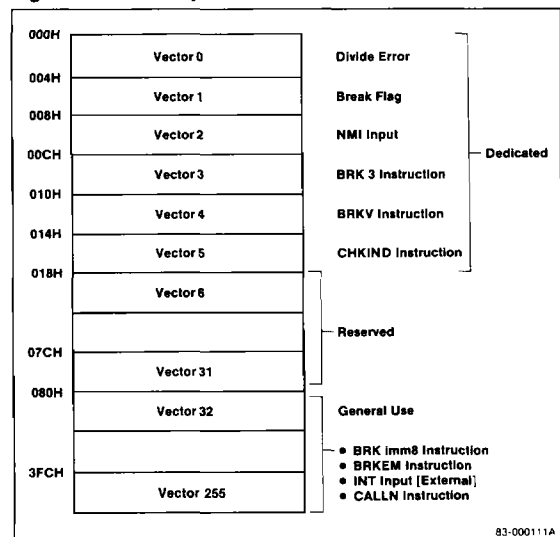 000H
Vector 0 Divide Error
004H
Vector 1 Break Flag
008H
Vector 2 NMI Input
Dedicated
00CH
Vector 3 BRK 3 Instruction
010H
Vector 4 BRKV Instruction
014H
Vector 5 CHKIND Instruction
018H
Vector 6
Reserved
07CH
Vector 31
080H
Vector 32 General Use
• BRK imm8 Instruction
• BRKEM Instruction
3FCH
• INT Input [External]
• CALLN Instruction
Vector 255
83-000111A